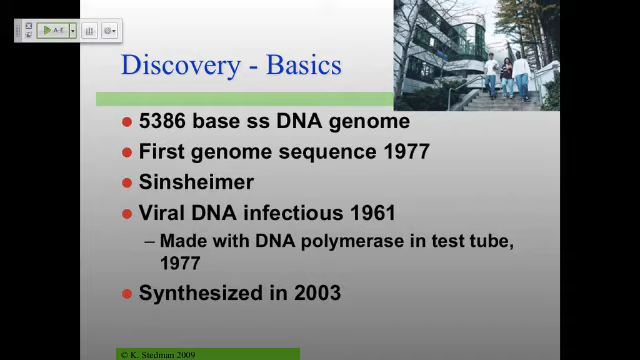 A-Z
Discovery - Basics
5386 base ss DNA genome
First genome sequence 1977
Sinsheimer
Viral DNA infectious 1961
– Made with DNA polymerase in test tube,
1977
Synthesized in 2003
© K. Stedman 2009